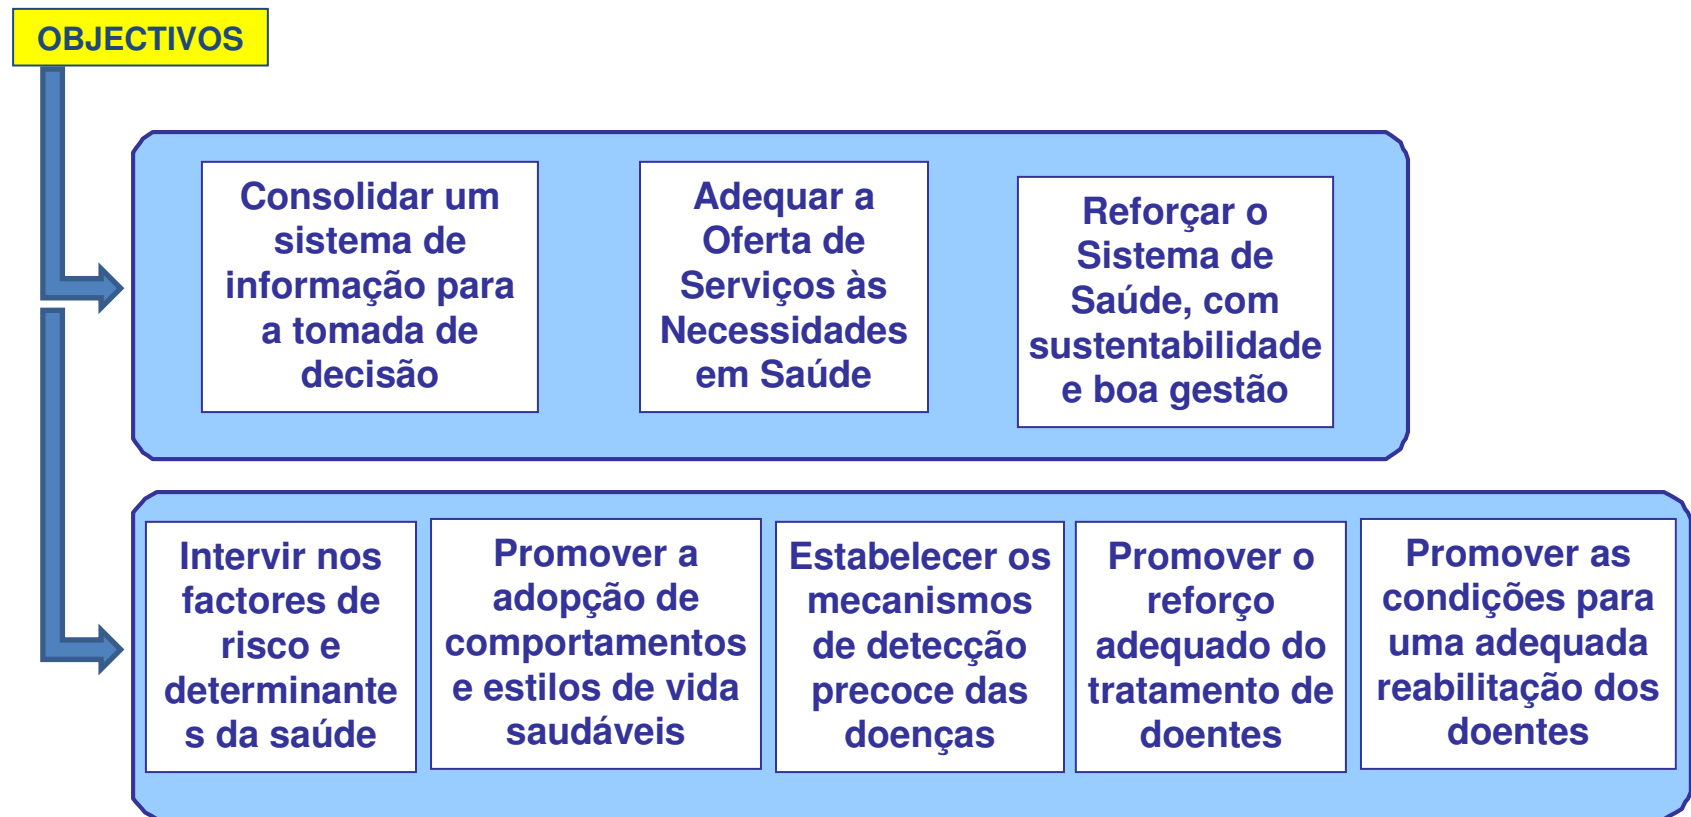 OBJECTIVOS
Consolidar um
sistema de
informação para
a tomada de
decisão
Adequar a
Oferta de
Serviços às
Necessidades
em Saúde
Reforçar o
Sistema de
Saúde, com
sustentabilidade
e boa gestão
Intervir nos
factores de
risco e
determinante
s da saúde
Promover a
adopção de
comportamentos
e estilos de vida
saudáveis
Estabelecer os
mecanismos
de detecção
precoce das
doenças
Promover o
reforço
adequado do
tratamento de
doentes
Promover as
condições para
uma adequada
reabilitação dos
doentes